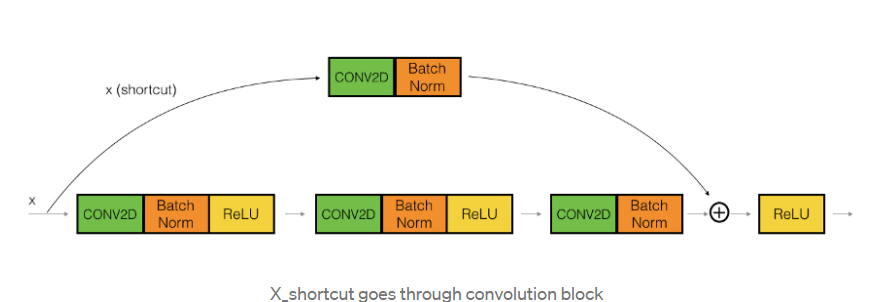 CONV2D
Batch
Norm
x (shortcut)
x
CONV2D
Batch
Norm
ReLU
CONV2D
Batch
Norm
ReLU
CONV2D
Batch
Norm
ReLU
X_shortcut goes through convolution block